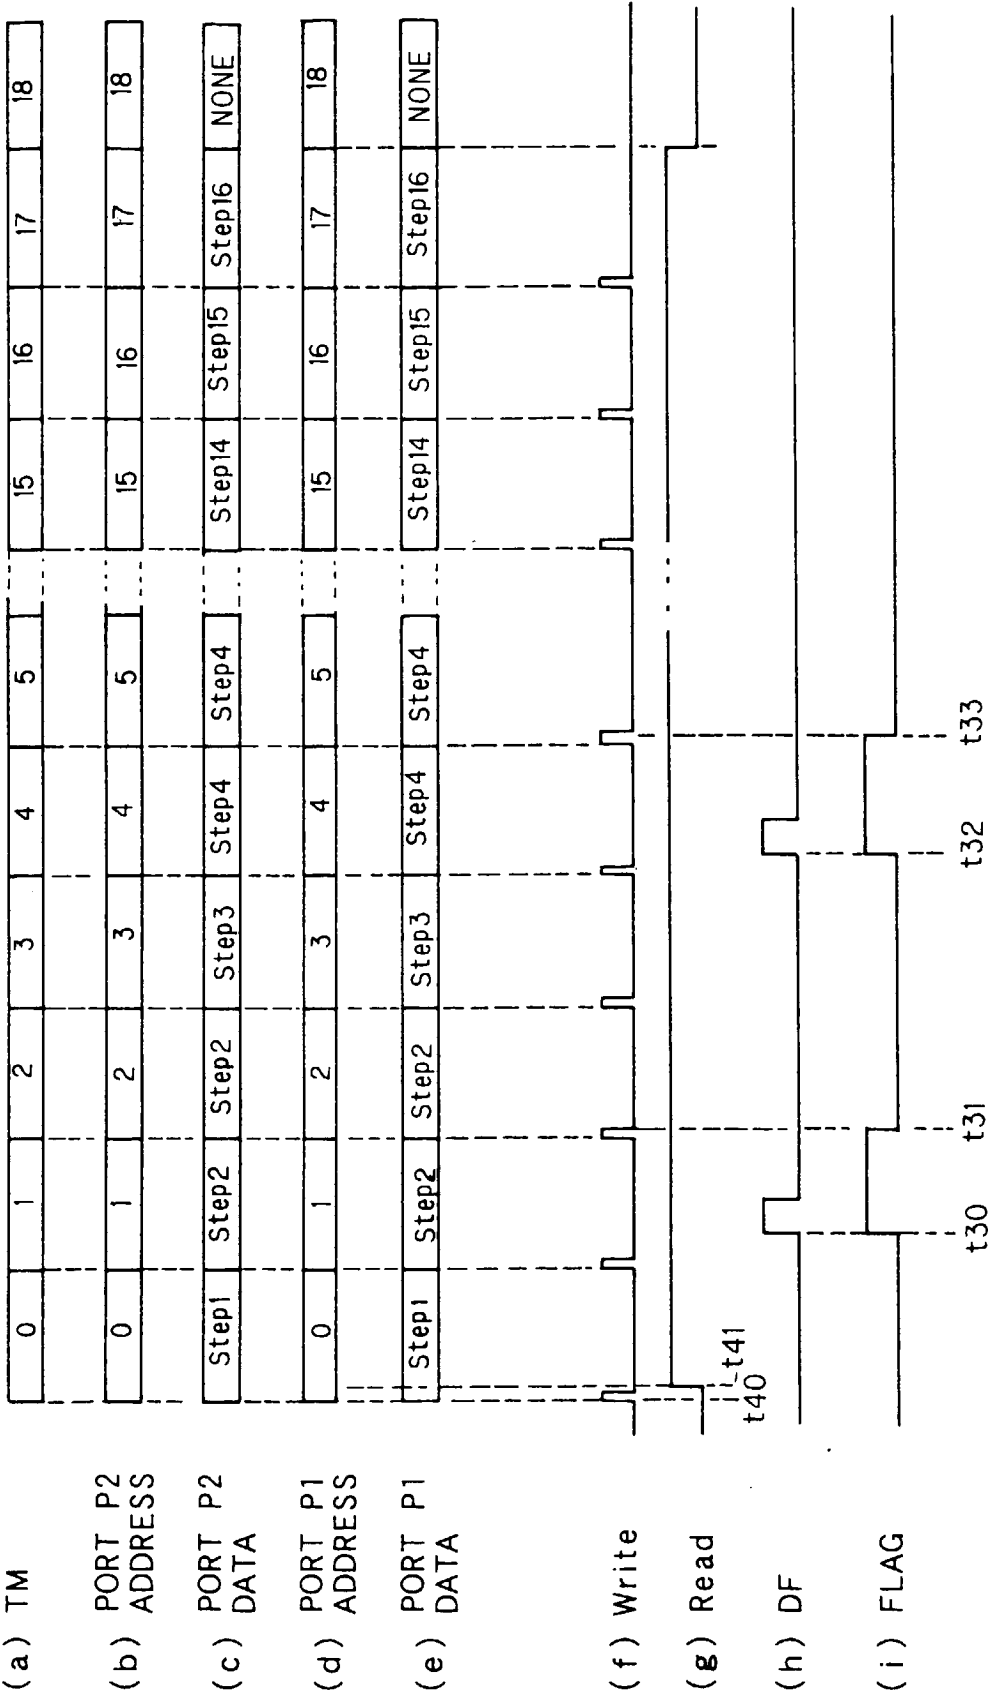 (a) TM
0 1 2 3 4 5 15 16 17 18
(b) PORT P2
ADDRESS
0 1 2 3 4 5 15 16 17 18
(c) PORT P2
DATA
Step1 Step2 Step2 Step3 Step4 Step4 Step14 Step15 Step16 NONE
(d) PORT P1
ADDRESS
0 1 2 3 4 5 15 16 17 18
(e) PORT P1
DATA
Step1 Step2 Step2 Step3 Step4 Step4 Step14 Step15 Step16 NONE
(f) Write
(g) Read
t41
t40
(h) DF
(i) FLAG
t30 t31 t32 t33